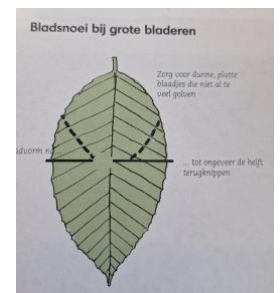 Bladsnoei bij grote bladeren
Zorg voor dunne, platte
blaadjes die niet al te
veel golven
... tot ongeveer de helft
terugknippen